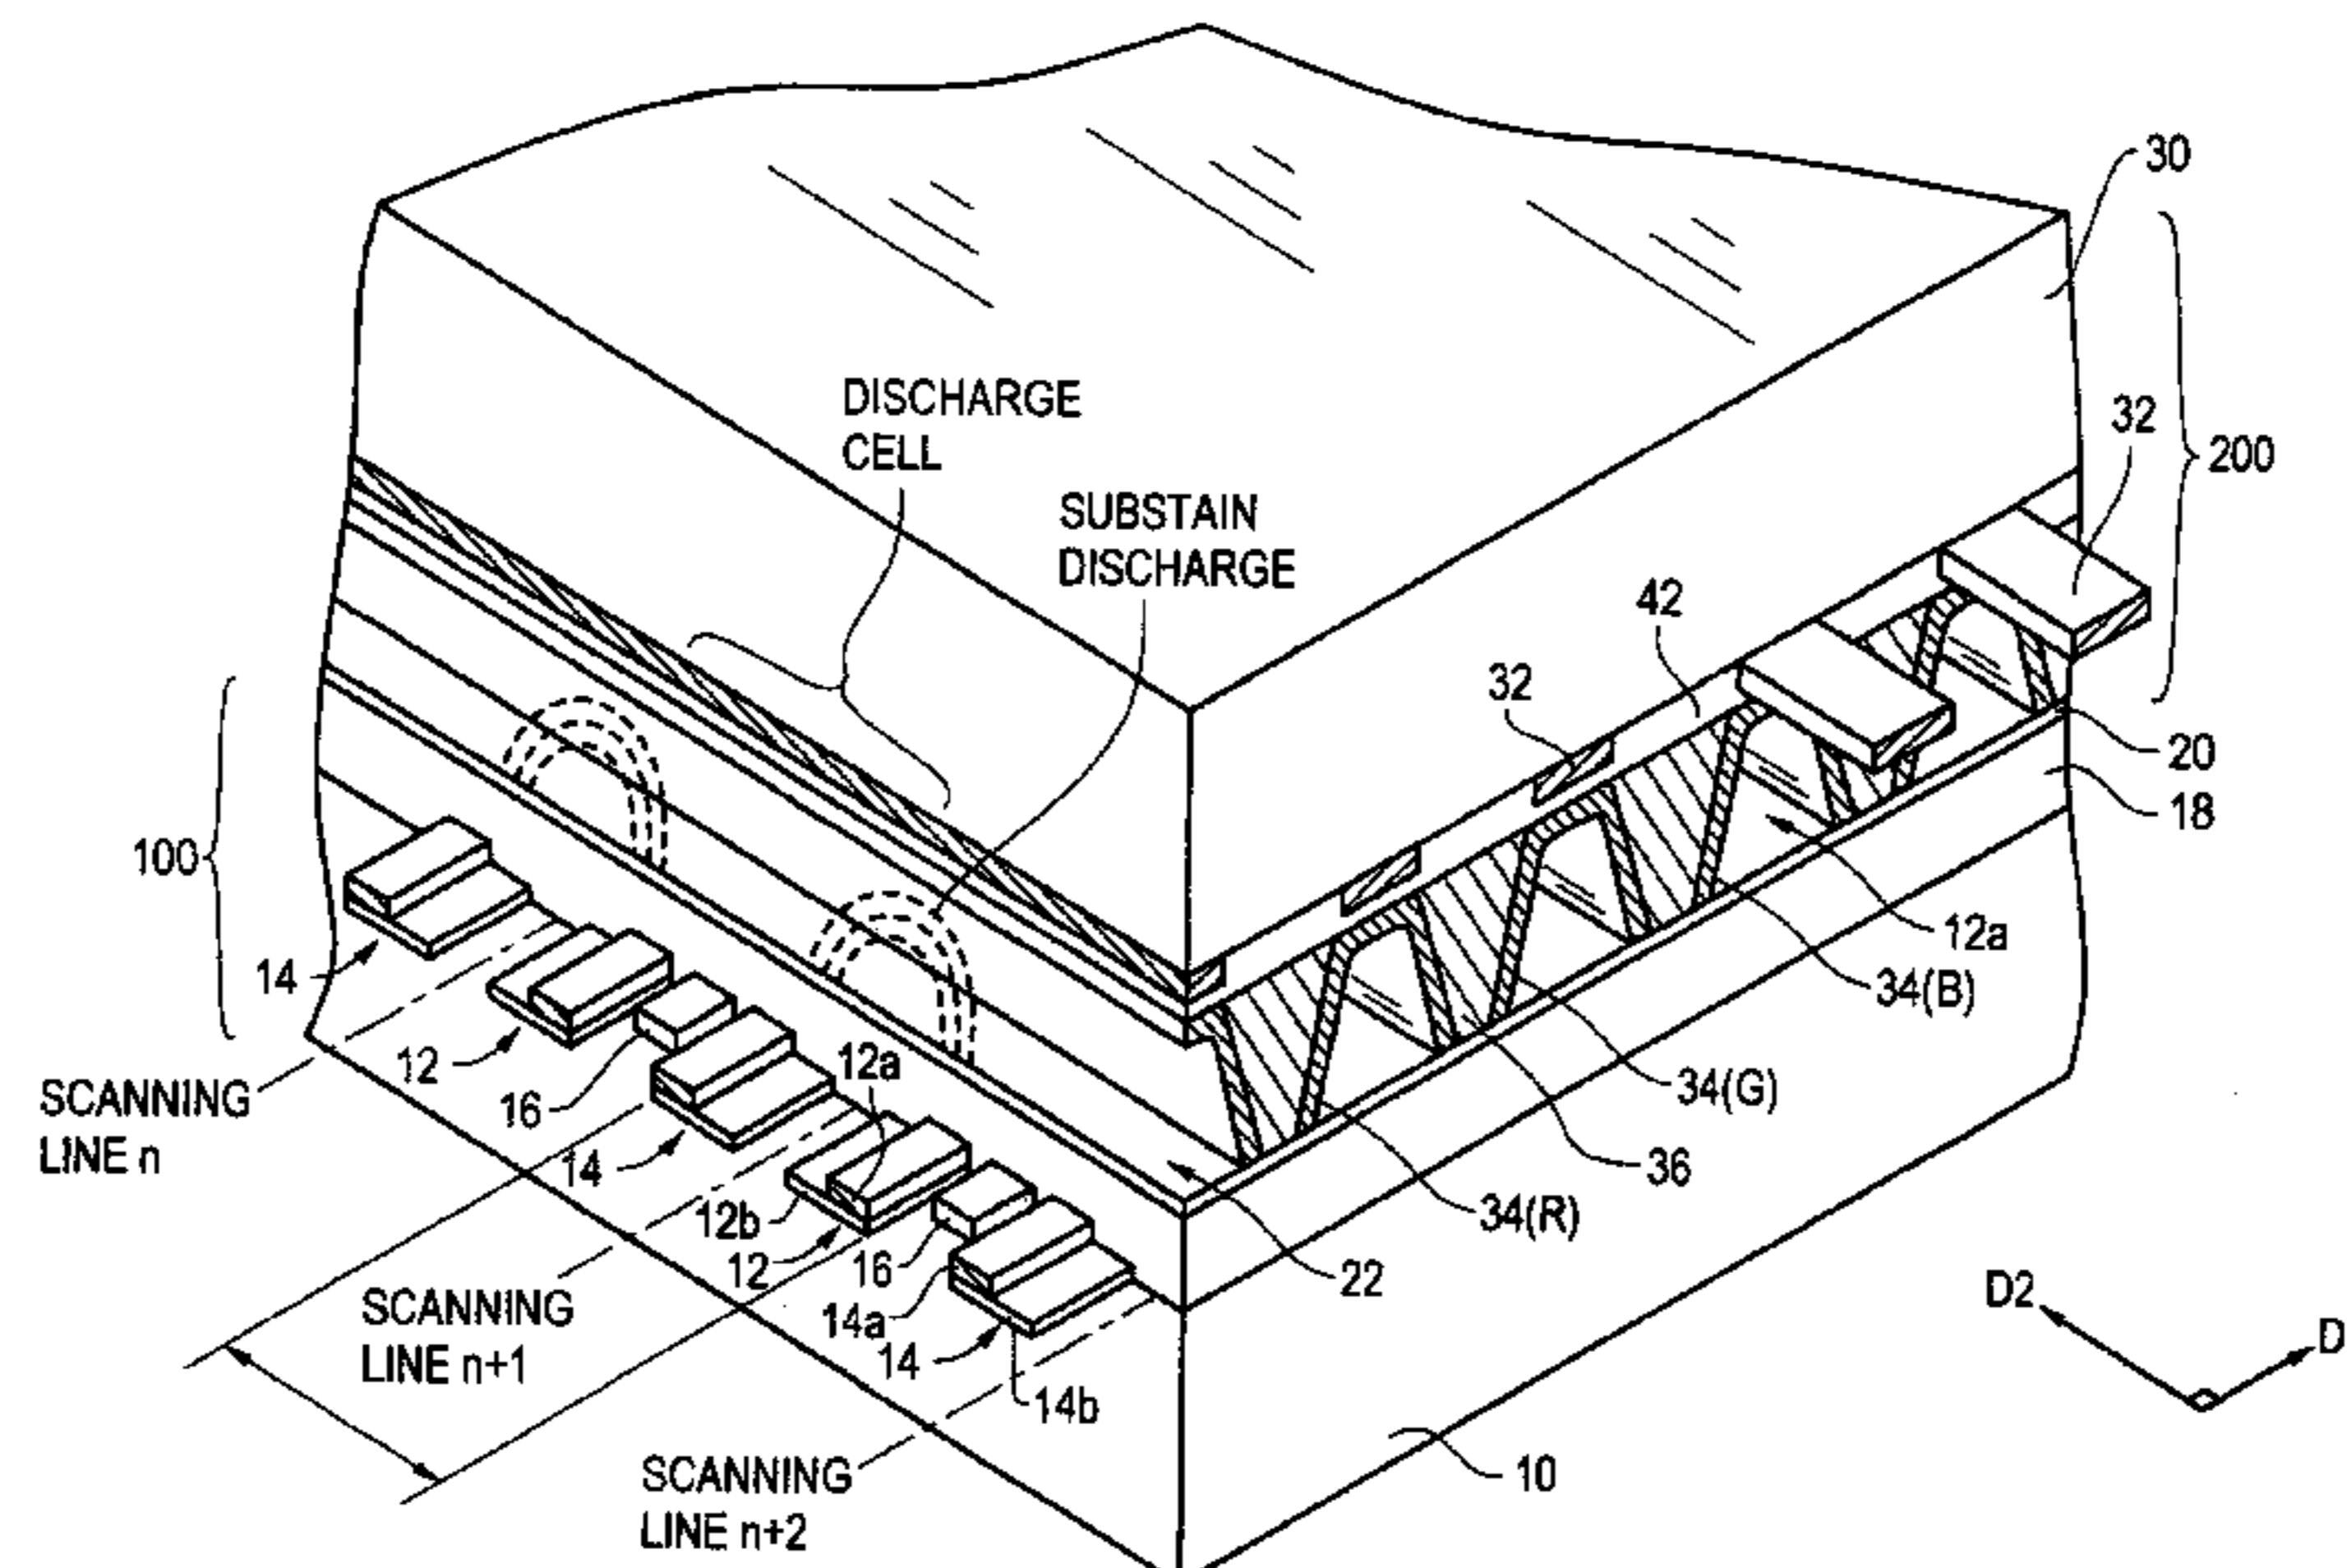 30
32
200
DISCHARGE
CELL
SUBSTAIN
DISCHARGE
42
32
20
18
100
12a
14
34(B)
12
12a
SCANNING
LINE n
16
34(G)
14
36
12b
34(R)
12
16
22
D2
SCANNING
LINE n+1
14a
14
D
14b
10
SCANNING
LINE n+2